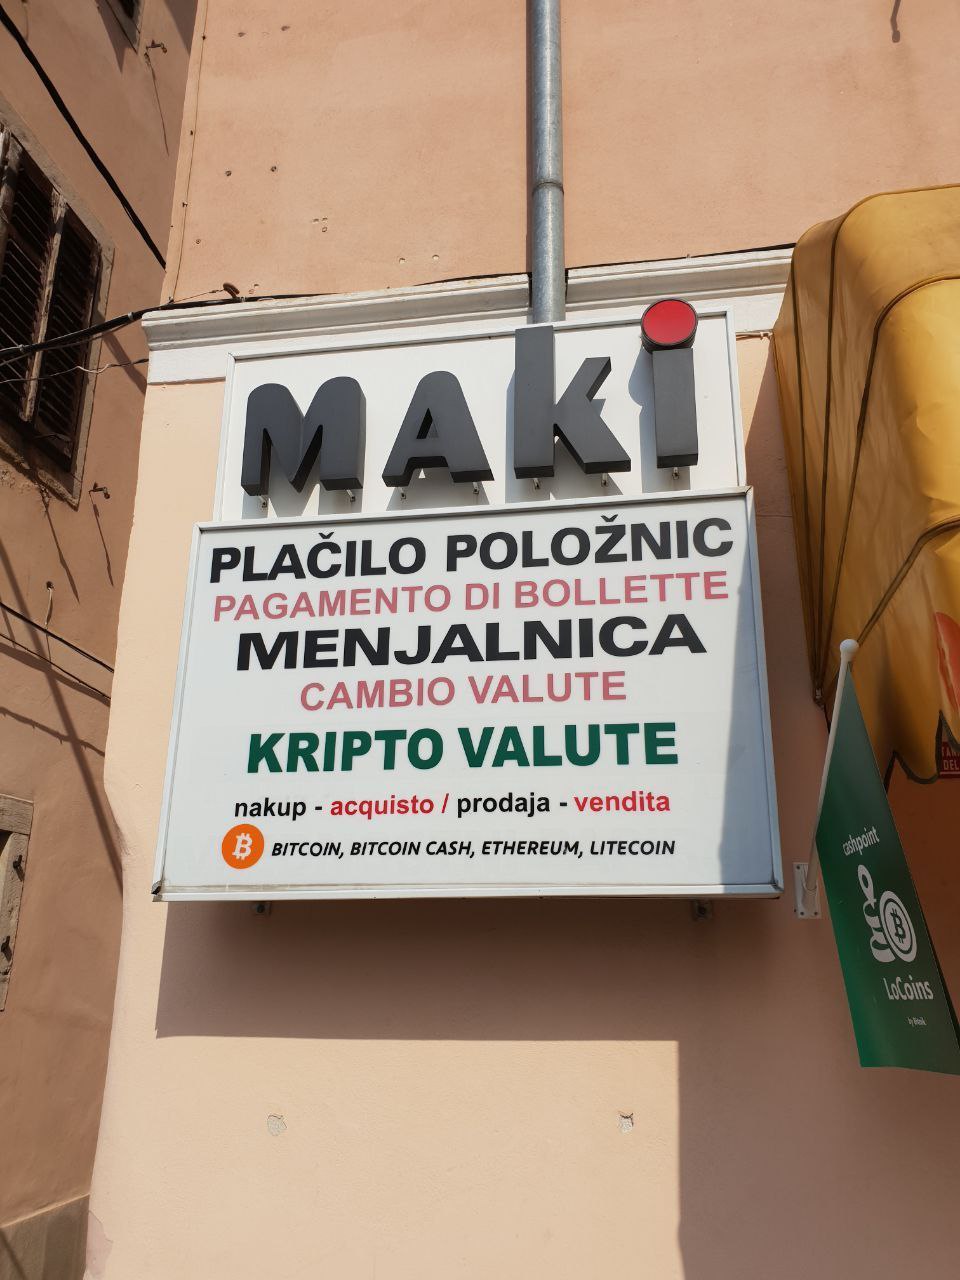 MAKi
PLAČILO POLOŽNIC
PAGAMENTO DI BOLLETTE
MENJALNICA
CAMBIO VALUTE
KRIPTO VALUTE
nakup - acquisto / prodaja - vendita
BITCOIN, BITCOIN CASH, ETHEREUM, LITECOIN
cashpoint
LoCoins